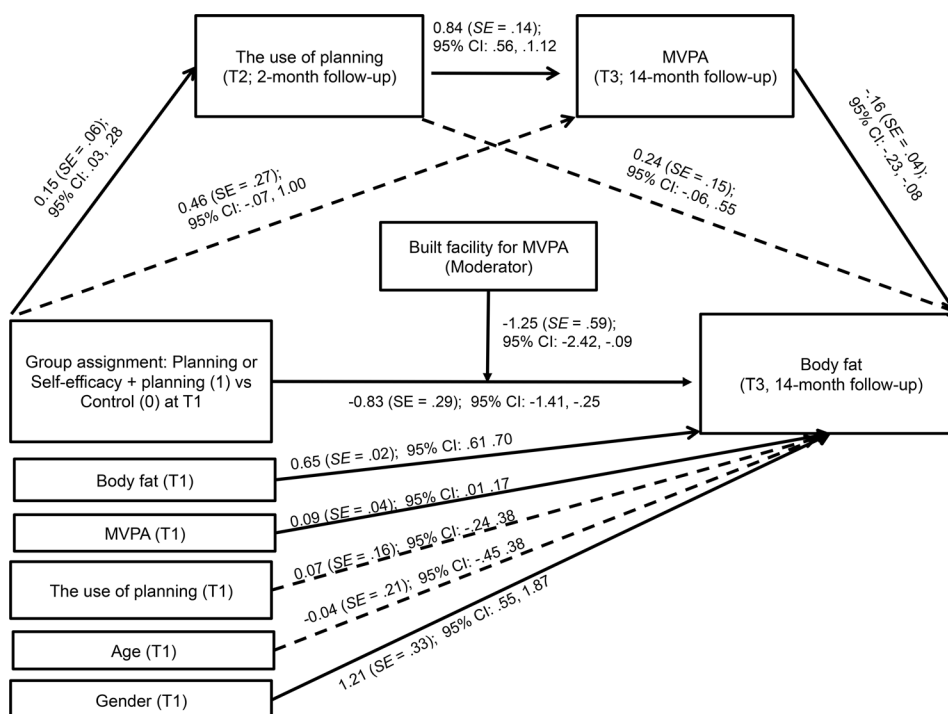 The use of planning
(T2; 2-month follow-up)
0.84 (SE = .14);
95% CI: .56, .1.12
MVPA
(T3; 14-month follow-up)
0.15 (SE = .06);
95% CI: .03, .28
0.46 (SE = .27);
95% CI: -.07, 1.00
0.24 (SE = .15);
95% CI: -.06, .55
-.16 (SE = .04);
95% CI: -.23, -.08
Built facility for MVPA
(Moderator)
-1.25 (SE = .59);
95% CI: -2.42, -.09
Group assignment: Planning or
Self-efficacy + planning (1) vs
Control (0) at T1
-0.83 (SE = .29); 95% CI: -1.41, -.25
Body fat
(T3, 14-month follow-up)
Body fat (T1)
0.65 (SE = .02); 95% CI: .61 .70
MVPA (T1)
0.09 (SE = .04); 95% CI: .01 .17
The use of planning (T1)
0.07 (SE = .16); 95% CI: -.24 .38
Age (T1)
-0.04 (SE = .21); 95% CI: -.45 .38
Gender (T1)
1.21 (SE = .33); 95% CI: .55, 1.87